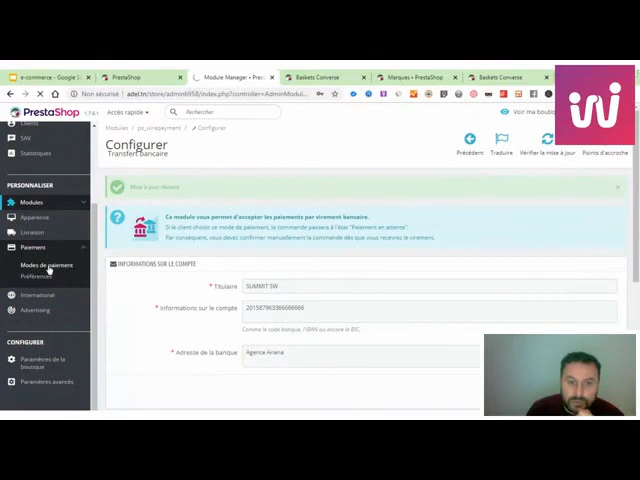 e-commerce - Google S
PrestaShop
Module Manager • Pres
Baskets Converse
Marques • PrestaShop
Baskets Converse
Non sécurisé
adel.tn/store/admin6958/index.php?controller=AdminModul...
PrestaShop
1.7.6.1
Accès rapide
Rechercher
Voir ma boutiq
Clients
SAV
Statistiques
PERSONNALISER
Modules
Apparence
Livraison
Paiement
Modes de paiement
Préférences
International
Advertising
CONFIGURER
Paramètres de la
boutique
Paramètres avancés
Modules / ps_wirepayment / Configurer
Configurer
Transfert bancaire
Précédent
Traduire
Vérifier la mise à jour
Points d'accroche
Mise à jour réussie
×
Ce module vous permet d'accepter les paiements par virement bancaire.
Si le client choisit ce mode de paiement, la commande passera à l'état "Paiement en attente".
Par conséquent, vous devez confirmer manuellement la commande dès que vous recevrez le virement.
INFORMATIONS SUR LE COMPTE
* Titulaire
SUMMIT SW
* Informations sur le compte
Comme le code banque, l'IBAN ou encore le BIC.
* Adresse de la banque
Agence Ariana